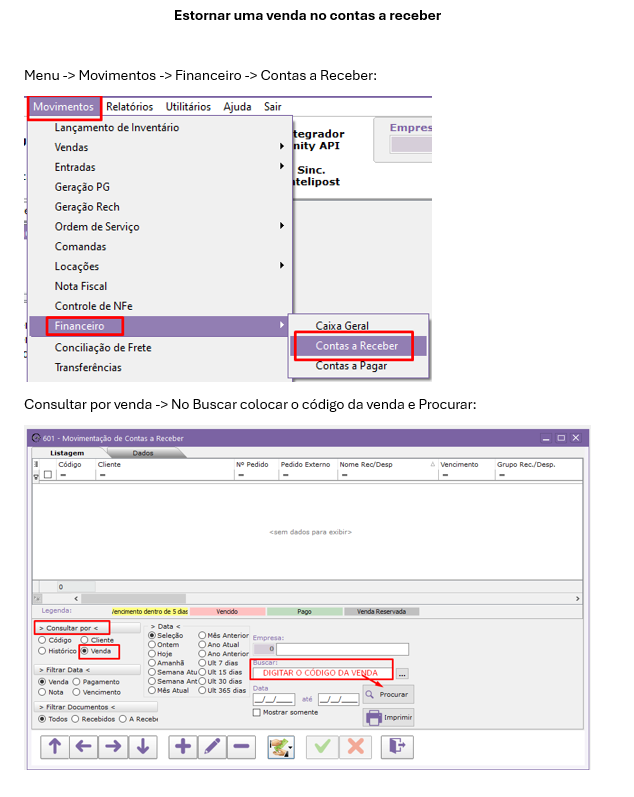 Estornar uma venda no contas a receber
Menu -> Movimentos -> Financeiro -> Contas a Receber:
Movimentos Relatórios Utilitários Ajuda Sair
Lançamento de Inventário
Vendas
Entradas
Geração PG
Geração Rech
Ordem de Serviço
Comandas
Locações
Nota Fiscal
Controle de NFe
Financeiro
Conciliação de Frete
Transferências
tegrador
nity API
Sinc.
ntelipost
Empres
Caixa Geral
Contas a Receber
Contas a Pagar
Consultar por venda -> No Buscar colocar o código da venda e Procurar:
601 - Movimentação de Contas a Receber
Listagem Dados
Código Cliente Nº Pedido Pedido Externo Nome Rec/Desp Vencimento Grupo Rec./Desp.
<sem dados para exibir>
0
Legenda: /encimento dentro de 5 dias Vencido Pago Venda Reservada
> Consultar por <
Código Cliente
Histórico Venda
> Filtrar Data <
Venda Pagamento
Nota Vencimento
> Filtrar Documentos <
Todos Recebidos A Recebe
> Data <
Seleção Mês Anterior
Ontem Ano Atual
Hoje Ano Anterior
Amanhã Ult 7 dias
Semana Atu Ult 15 dias
Semana Ant Ult 30 dias
Mês Atual Ult 365 dias
Empresa:
0
Buscar:
DIGITAR O CÓDIGO DA VENDA
...
Data
__/__/____ até __/__/____
Procurar
Mostrar somente
Imprimir